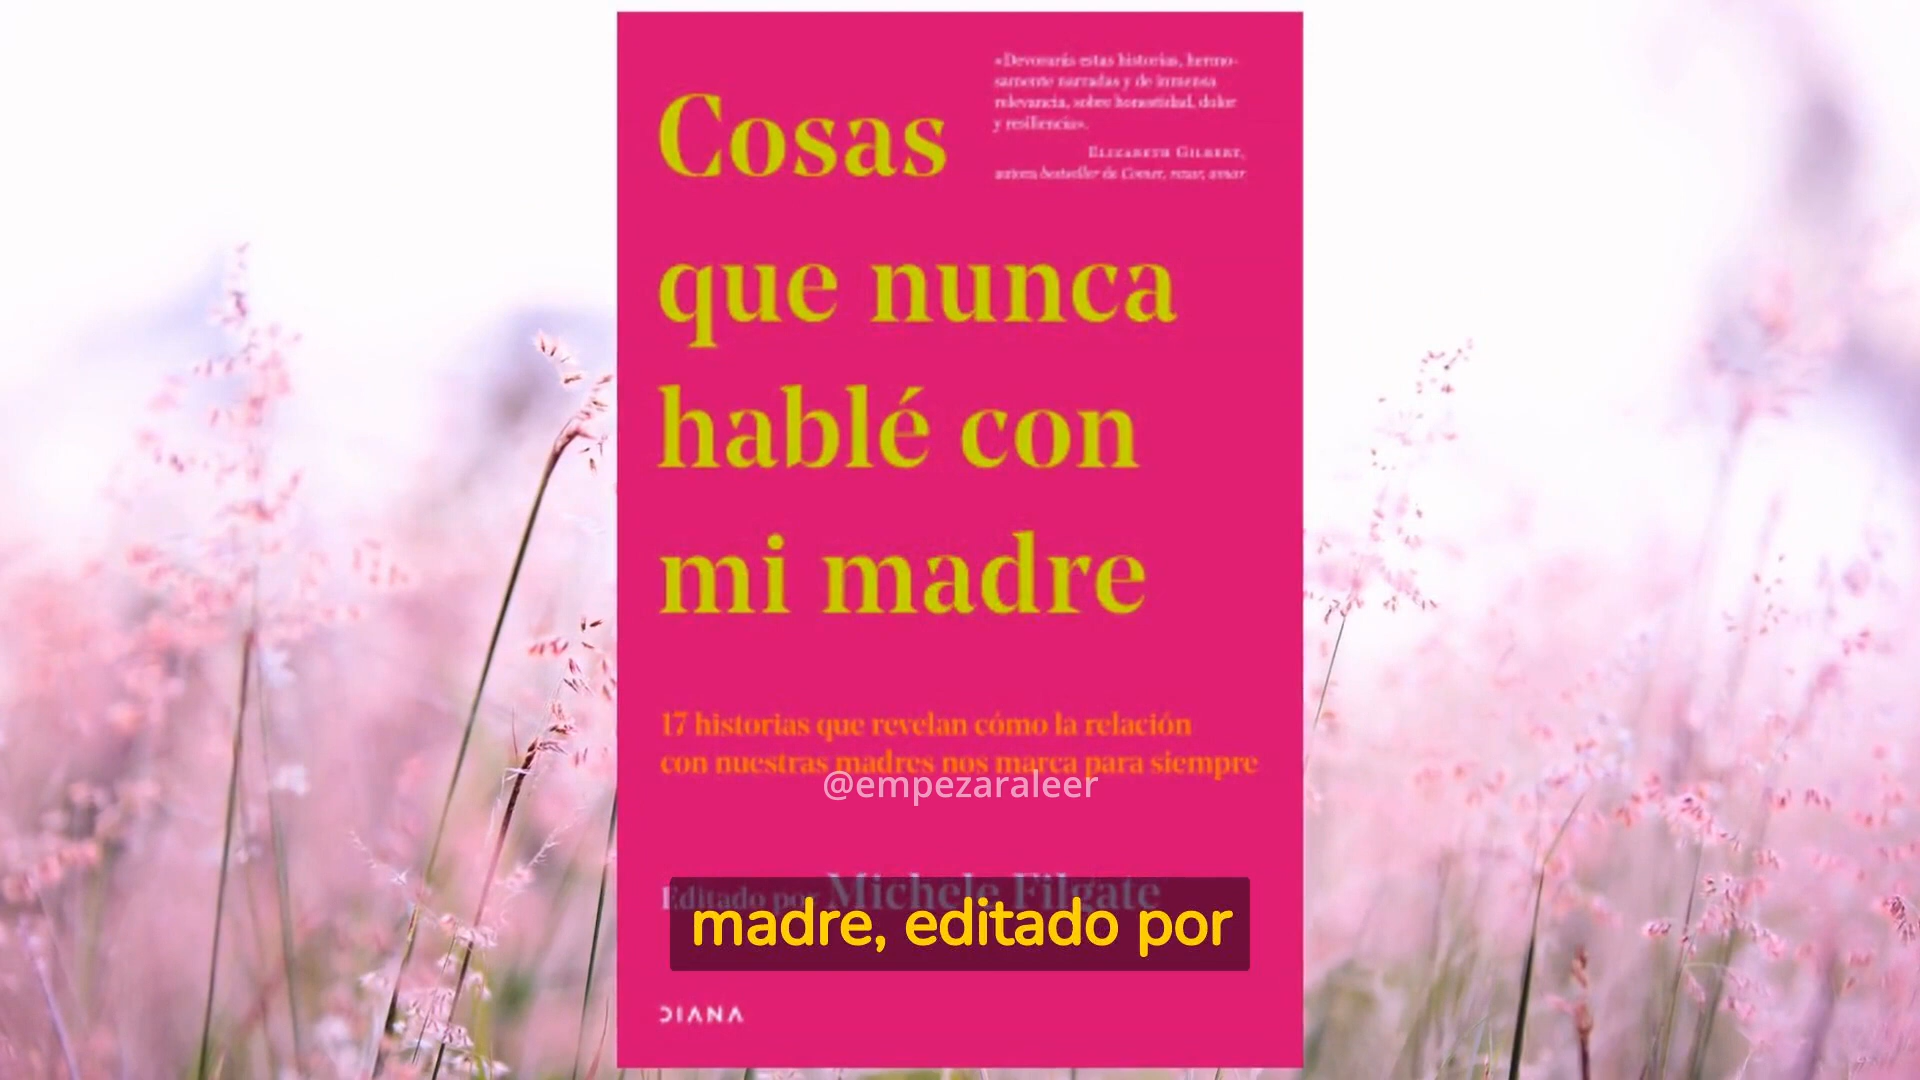 Cosas
que nunca
hablé con
mi madre
«Devorarás estas historias, hermo-
samente narradas y de inmensa
relevancia, sobre honestidad, dolor
y resiliencia».
ELIZABETH GILBERT,
autora bestseller de Comer, rezar, amar
17 historias que revelan cómo la relación
con nuestras madres nos marca para siempre
@empezaraleer
Editado por Michele Filgate
madre, editado por
DIANA